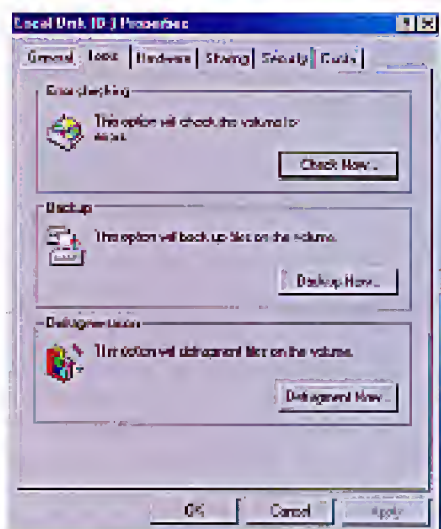 Local Disk (D:) Properties
General Tools Hardware Sharing Security Quota
Error-checking
This option will check the volume for
errors.
Check Now...
Backup
This option will back up files on the volume.
Backup Now...
Defragmentation
This option will defragment files on the volume.
Defragment Now...
OK Cancel Apply